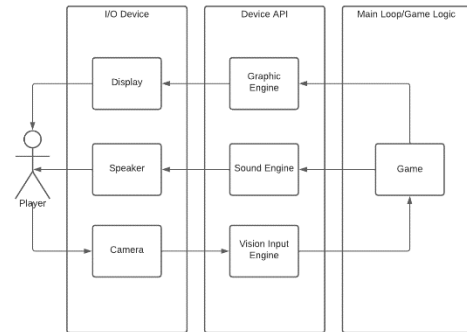 I/O Device
Device API
Main Loop/Game Logic
Display
Graphic
Engine
Speaker
Sound Engine
Game
Player
Camera
Vision Input
Engine